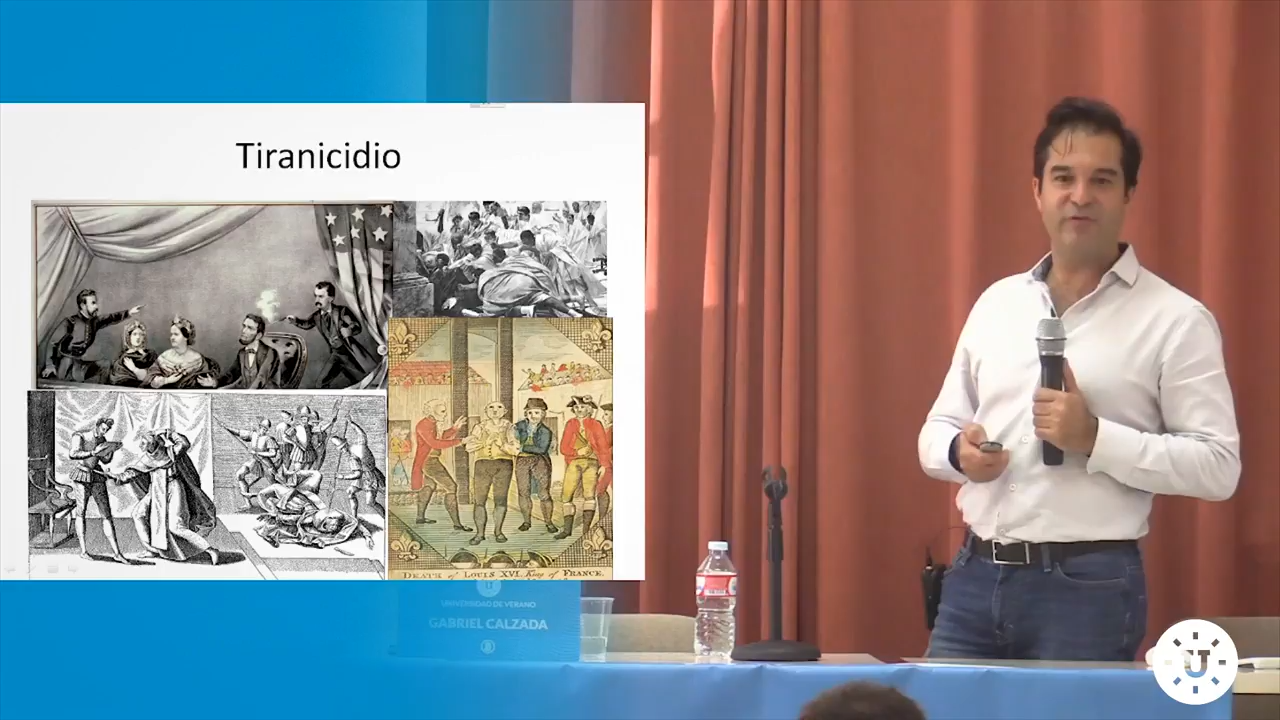 Tiranicidio
DEATH of LOUIS XVI. King of FRANCE.
UNIVERSIDAD DE VERANO
GABRIEL CALZADA